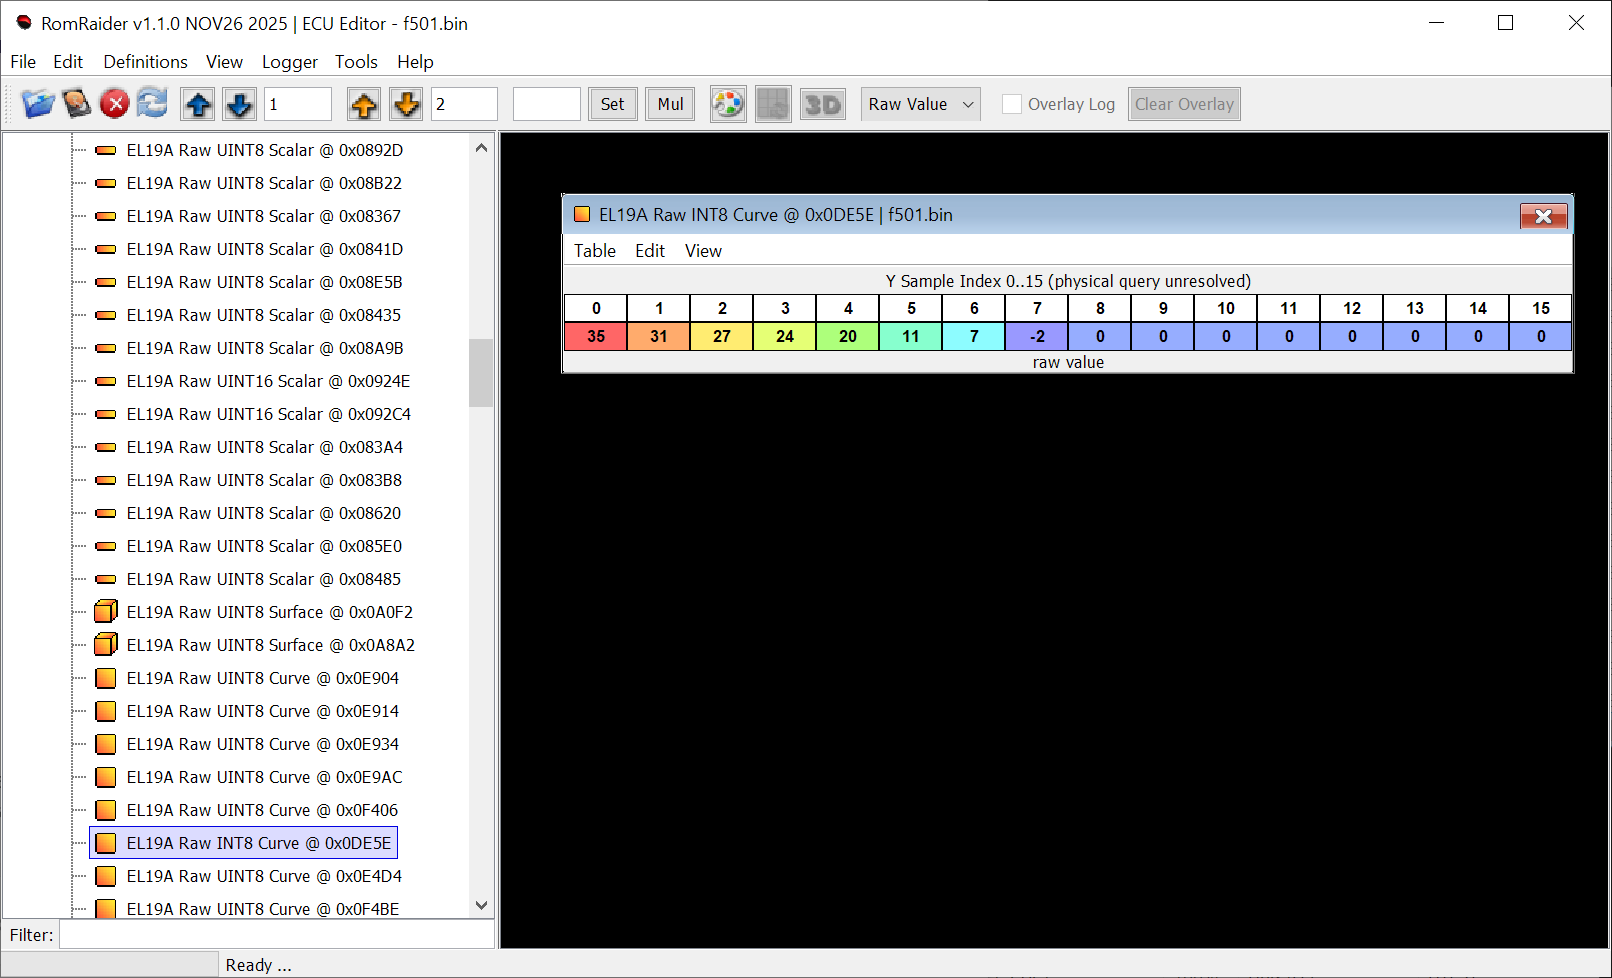 RomRaider v1.1.0 NOV26 2025 | ECU Editor - f501.bin
File Edit Definitions View Logger Tools Help
1 2 Set Mul 3D Raw Value Overlay Log Clear Overlay
EL19A Raw UINT8 Scalar @ 0x0892D
EL19A Raw UINT8 Scalar @ 0x08B22
EL19A Raw UINT8 Scalar @ 0x08367
EL19A Raw UINT8 Scalar @ 0x0841D
EL19A Raw UINT8 Scalar @ 0x08E5B
EL19A Raw UINT8 Scalar @ 0x08435
EL19A Raw UINT8 Scalar @ 0x08A9B
EL19A Raw UINT16 Scalar @ 0x0924E
EL19A Raw UINT16 Scalar @ 0x092C4
EL19A Raw UINT8 Scalar @ 0x083A4
EL19A Raw UINT8 Scalar @ 0x083B8
EL19A Raw UINT8 Scalar @ 0x08620
EL19A Raw UINT8 Scalar @ 0x085E0
EL19A Raw UINT8 Scalar @ 0x08485
EL19A Raw UINT8 Surface @ 0x0A0F2
EL19A Raw UINT8 Surface @ 0x0A8A2
EL19A Raw UINT8 Curve @ 0x0E904
EL19A Raw UINT8 Curve @ 0x0E914
EL19A Raw UINT8 Curve @ 0x0E934
EL19A Raw UINT8 Curve @ 0x0E9AC
EL19A Raw UINT8 Curve @ 0x0F406
EL19A Raw INT8 Curve @ 0x0DE5E
EL19A Raw UINT8 Curve @ 0x0E4D4
EL19A Raw UINT8 Curve @ 0x0F4BE
Filter:
Ready ...
EL19A Raw INT8 Curve @ 0x0DE5E | f501.bin
Table Edit View
Y Sample Index 0..15 (physical query unresolved)
0 1 2 3 4 5 6 7 8 9 10 11 12 13 14 15
35 31 27 24 20 11 7 -2 0 0 0 0 0 0 0 0
raw value